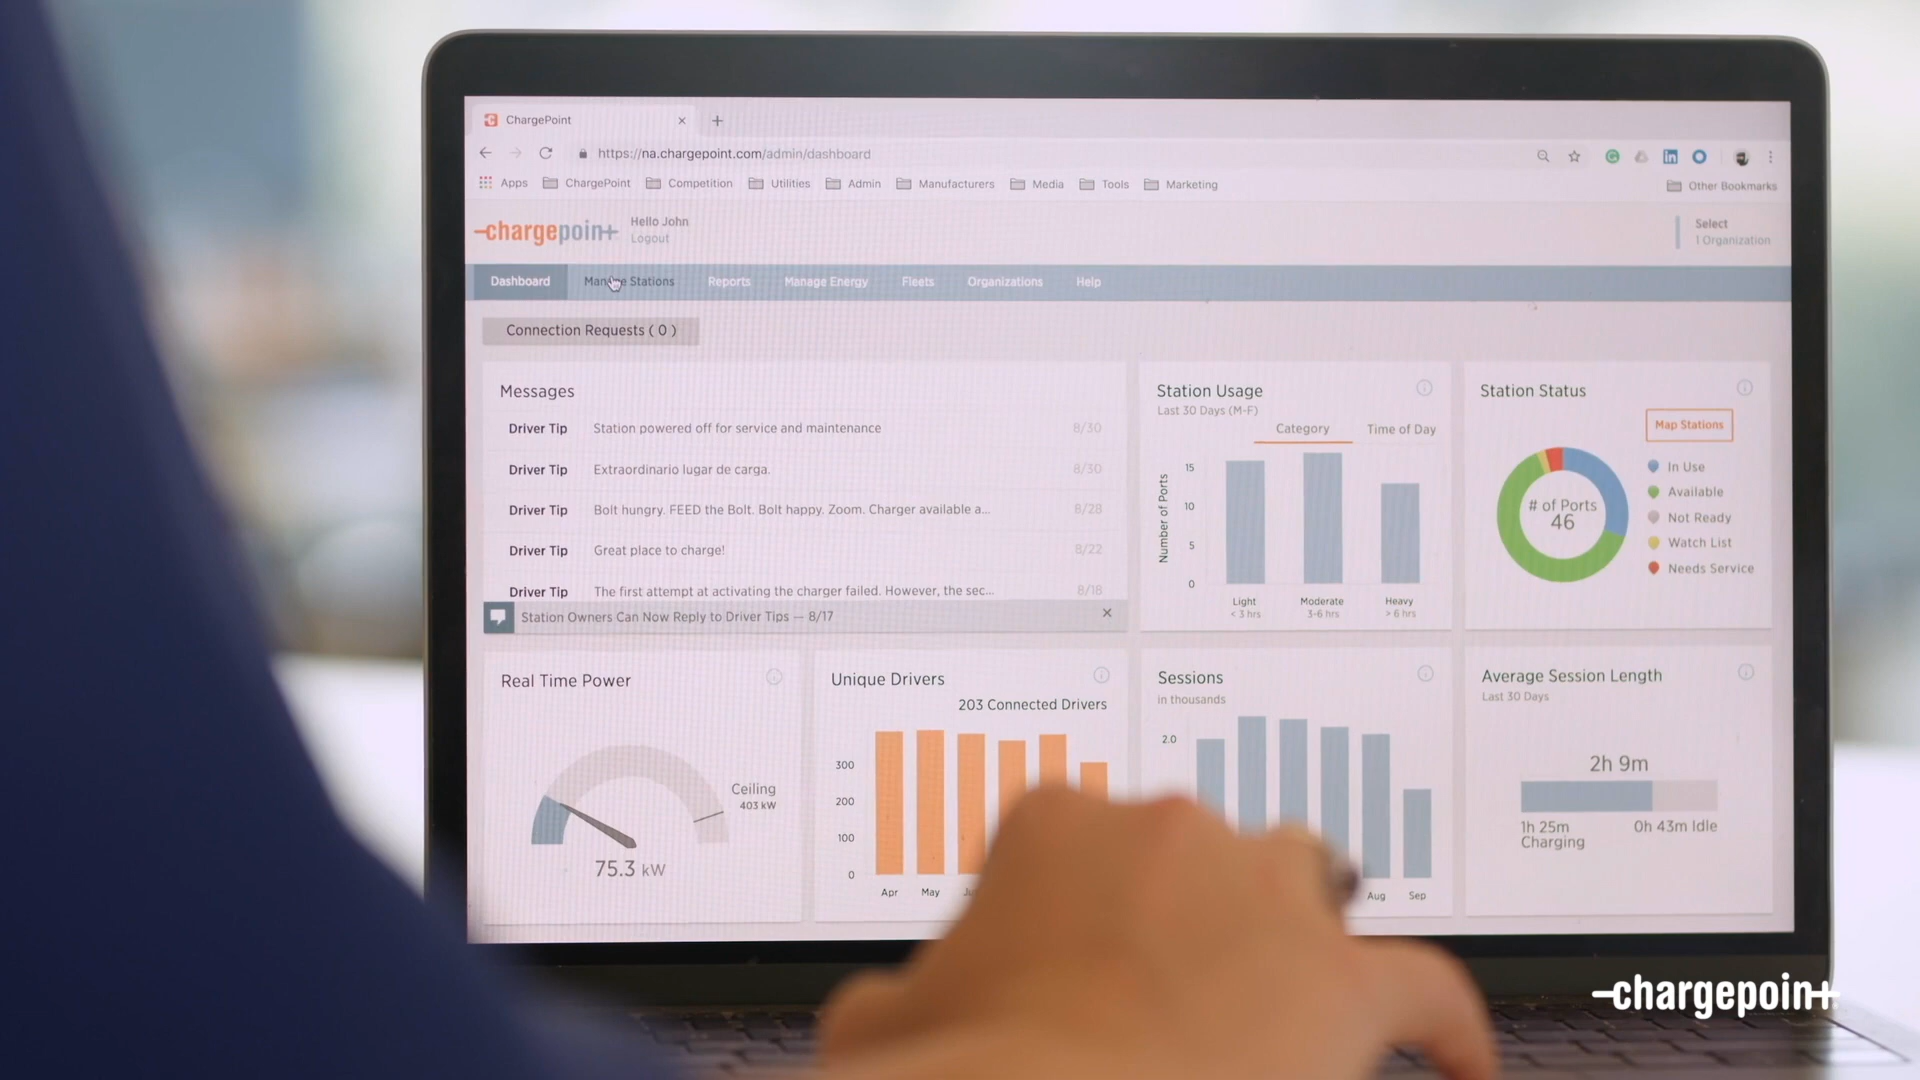 ChargePoint
https://na.chargepoint.com/admin/dashboard
Apps ChargePoint Competition Utilities Admin Manufacturers Media Tools Marketing Other Bookmarks
chargepoint
Hello John
Logout
Select
1 Organization
Dashboard Manage Stations Reports Manage Energy Fleets Organizations Help
Connection Requests ( 0 )
Messages
Driver Tip Station powered off for service and maintenance 8/30
Driver Tip Extraordinario lugar de carga. 8/30
Driver Tip Bolt hungry. FEED the Bolt. Bolt happy. Zoom. Charger available a... 8/28
Driver Tip Great place to charge! 8/22
Driver Tip The first attempt at activating the charger failed. However, the sec... 8/18
Station Owners Can Now Reply to Driver Tips — 8/17
Station Usage
Last 30 Days (M-F)
Category Time of Day
Number of Ports
15
10
5
0
Light Moderate Heavy
< 3 hrs 3-6 hrs > 6 hrs
Station Status
Map Stations
# of Ports
46
In Use
Available
Not Ready
Watch List
Needs Service
Real Time Power
Ceiling
403 kW
75.3 kW
Unique Drivers
203 Connected Drivers
300
200
100
0
Apr May
Sessions
in thousands
2.0
Aug Sep
Average Session Length
Last 30 Days
2h 9m
1h 25m
Charging
0h 43m Idle
chargepoint